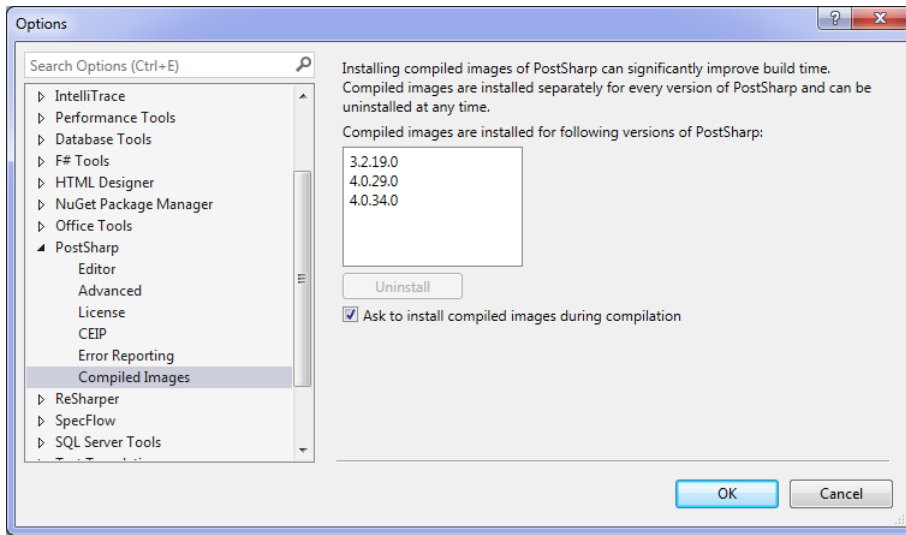 Options
Search Options (Ctrl+E)
IntelliTrace
Performance Tools
Database Tools
F# Tools
HTML Designer
NuGet Package Manager
Office Tools
PostSharp
Editor
Advanced
License
CEIP
Error Reporting
Compiled Images
ReSharper
SpecFlow
SQL Server Tools
Installing compiled images of PostSharp can significantly improve build time.
Compiled images are installed separately for every version of PostSharp and can be
uninstalled at any time.
Compiled images are installed for following versions of PostSharp:
3.2.19.0
4.0.29.0
4.0.34.0
Uninstall
Ask to install compiled images during compilation
OK
Cancel